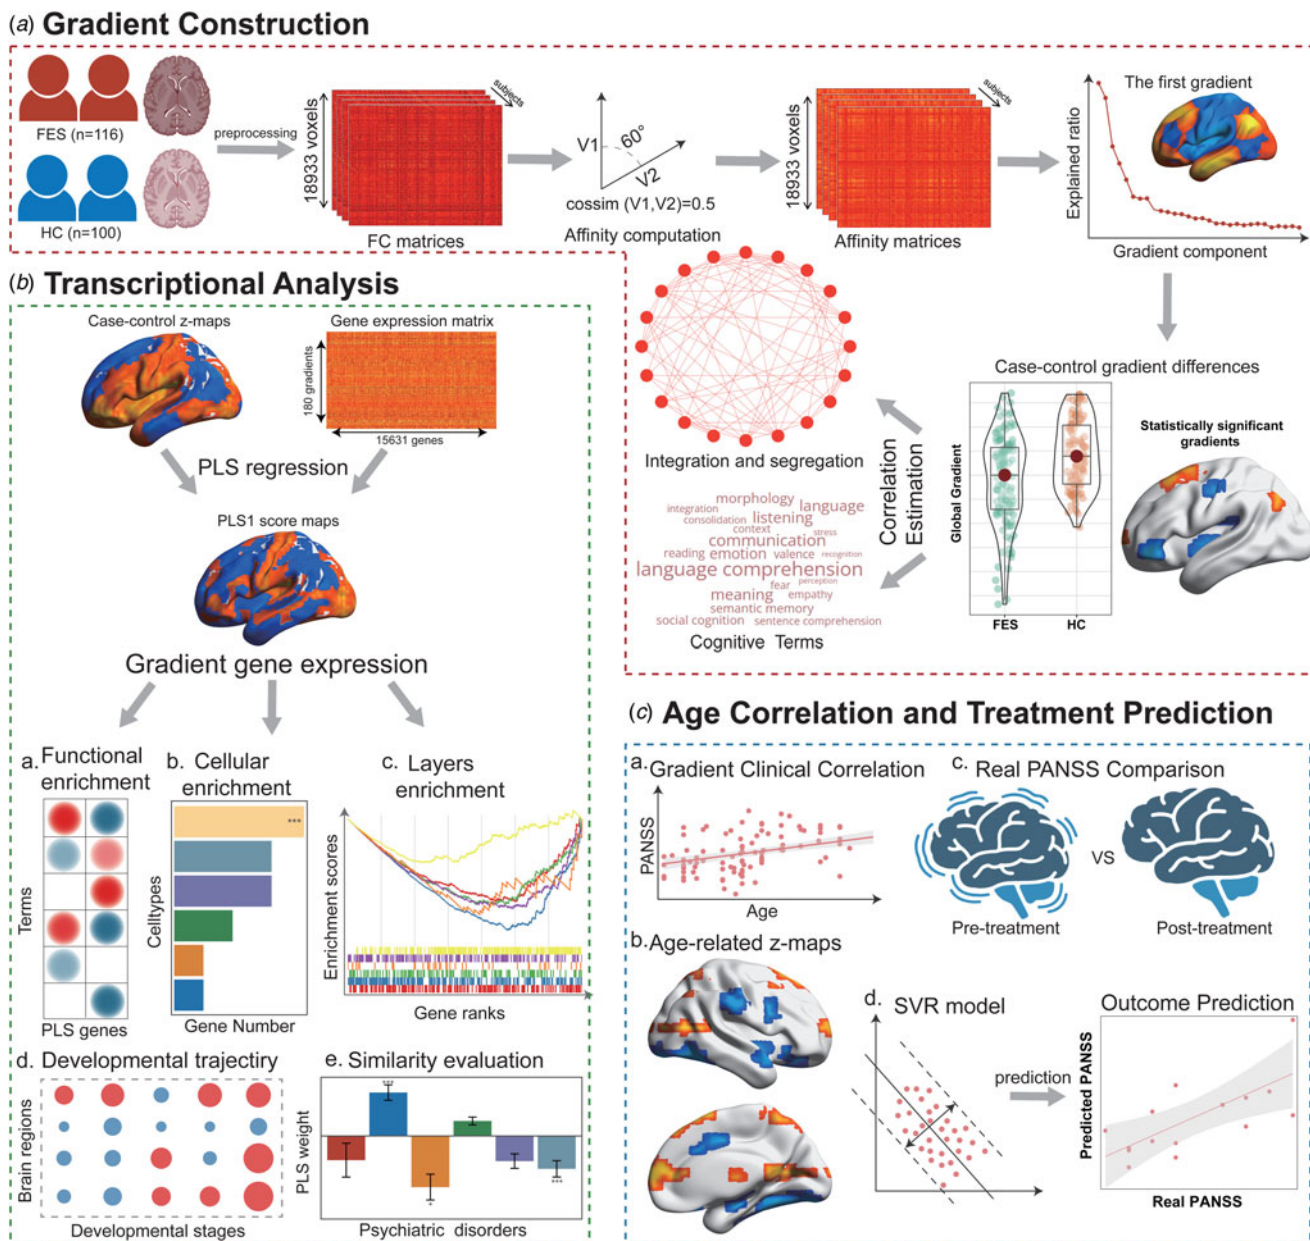 (a) Gradient Construction
FES (n=116)
HC (n=100)
preprocessing
18933 voxels
subjects
FC matrices
V1
60°
V2
cossim (V1,V2)=0.5
Affinity computation
18933 voxels
subjects
Affinity matrices
The first gradient
Explained ratio
Gradient component
Case-control gradient differences
Global Gradient
FES
HC
Statistically significant
gradients
Correlation
Estimation
Integration and segregation
morphology
language
integration
consolidation
listening
context
stress
communication
reading emotion valence recognition
language comprehension
fear
perception
meaning
empathy
semantic memory
social cognition
sentence comprehension
Cognitive Terms
(b) Transcriptional Analysis
Case-control z-maps
Gene expression matrix
180 gradients
15631 genes
PLS regression
PLS1 score maps
Gradient gene expression
a. Functional
enrichment
Terms
PLS genes
b. Cellular
enrichment
***
Celltypes
Gene Number
c. Layers
enrichment
Enrichment scores
Gene ranks
d. Developmental trajectiry
Brain regions
Developmental stages
e. Similarity evaluation
PLS weight
***
*
***
Psychiatric disorders
(c) Age Correlation and Treatment Prediction
a. Gradient Clinical Correlation
PANSS
Age
b. Age-related z-maps
c. Real PANSS Comparison
VS
Pre-treatment
Post-treatment
d. SVR model
prediction
Outcome Prediction
Predicted PANSS
Real PANSS